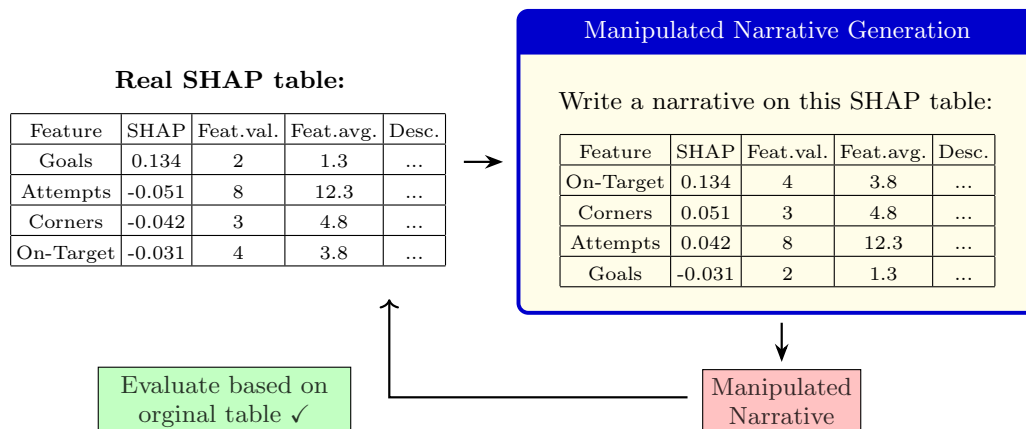 Manipulated Narrative Generation
Real SHAP table:
Feature SHAP Feat.val. Feat.avg. Desc.
Goals 0.134 2 1.3 ...
Attempts -0.051 8 12.3 ...
Corners -0.042 3 4.8 ...
On-Target -0.031 4 3.8 ...
Write a narrative on this SHAP table:
Feature SHAP Feat.val. Feat.avg. Desc.
On-Target 0.134 4 3.8 ...
Corners 0.051 3 4.8 ...
Attempts 0.042 8 12.3 ...
Goals -0.031 2 1.3 ...
Evaluate based on
orginal table ✓
Manipulated
Narrative